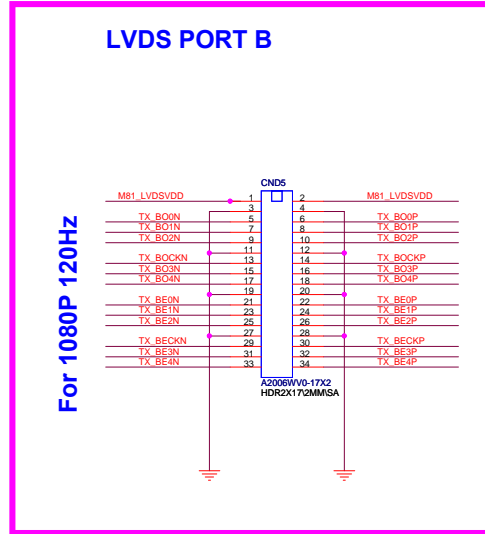 LVDS PORT B
For 1080P 120Hz
CND5
M81_LVDSVDD 1 2 M81_LVDSVDD
3 4
TX_BO0N 5 6 TX_BO0P
TX_BO1N 7 8 TX_BO1P
TX_BO2N 9 10 TX_BO2P
11 12
TX_BOCKN 13 14 TX_BOCKP
TX_BO3N 15 16 TX_BO3P
TX_BO4N 17 18 TX_BO4P
19 20
TX_BE0N 21 22 TX_BE0P
TX_BE1N 23 24 TX_BE1P
TX_BE2N 25 26 TX_BE2P
27 28
TX_BECKN 29 30 TX_BECKP
TX_BE3N 31 32 TX_BE3P
TX_BE4N 33 34 TX_BE4P
A2006WV0-17X2
HDR2X17\2MM\SA